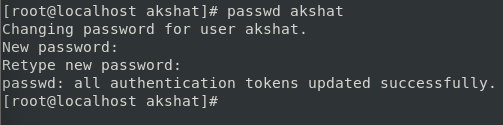 [root@localhost akshat]# passwd akshat
Changing password for user akshat.
New password:
Retype new password:
passwd: all authentication tokens updated successfully.
[root@localhost akshat]#